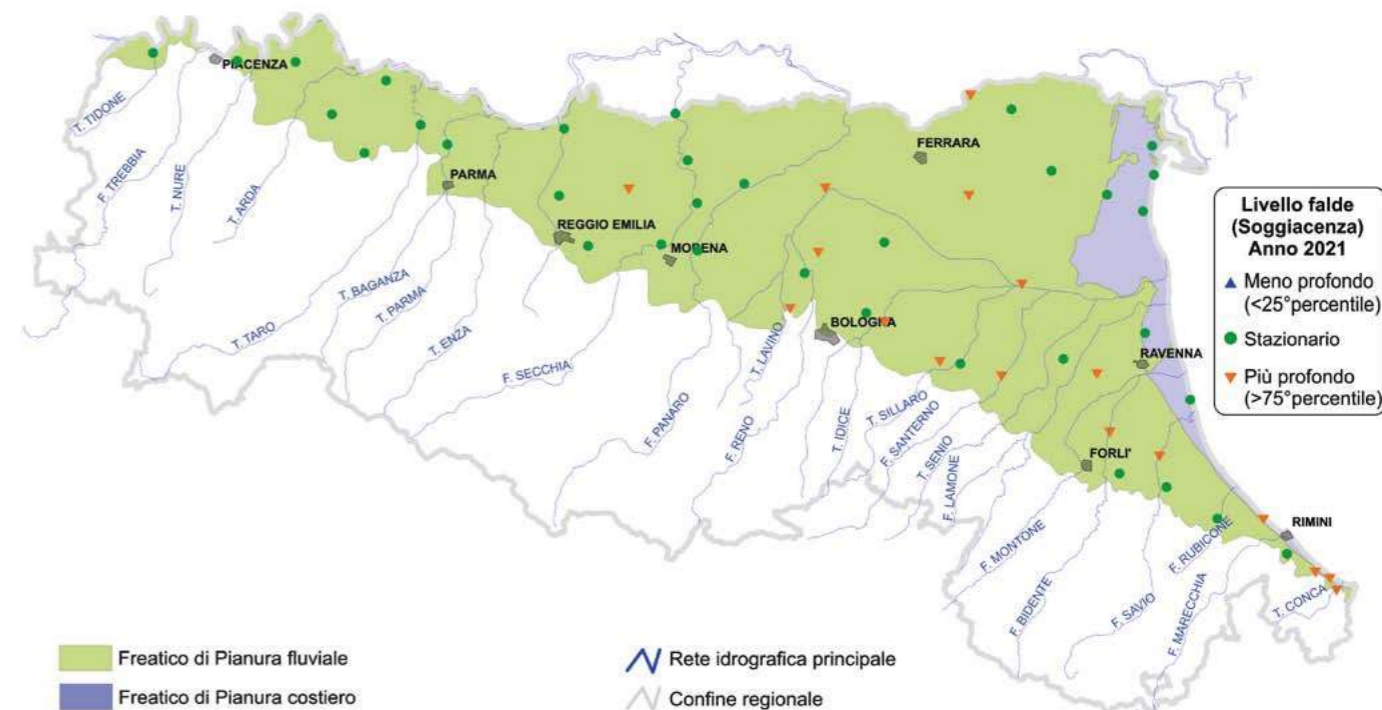 PIACENZA
T. TIDONE
F. TREBBIA
T. NURE
T. ARDA
PARMA
FERRARA
REGGIO EMILIA
MODENA
T. TARO
T. BAGANZA
T. PARMA
T. ENZA
F. SECCHIA
F. PANARO
T. LAVINO
F. RENO
BOLOGNA
T. IDICE
T. SILLARO
F. SANTERNO
T. SENIO
F. LAMONE
RAVENNA
FORLI'
F. MONTONE
F. BIDENTE
F. SAVIO
F. RUBICONE
F. MARECCHIA
RIMINI
T. CONCA
Livello falde
(Soggiacenza)
Anno 2021
Meno profondo
(<25°percentile)
Stazionario
Più profondo
(>75°percentile)
Freatico di Pianura fluviale
Freatico di Pianura costiero
Rete idrografica principale
Confine regionale